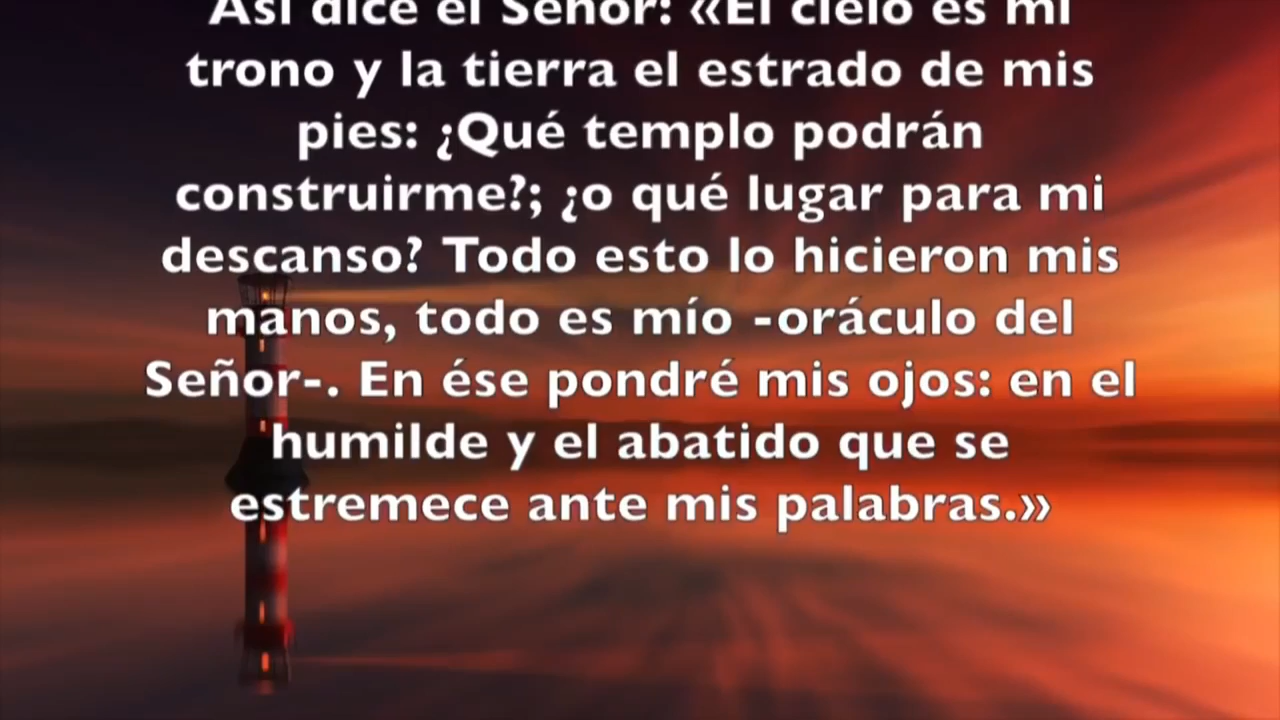 Así dice el Señor: «El cielo es mi
trono y la tierra el estrado de mis
pies: ¿Qué templo podrán
construirme?; ¿o qué lugar para mi
descanso? Todo esto lo hicieron mis
manos, todo es mío -oráculo del
Señor-. En ése pondré mis ojos: en el
humilde y el abatido que se
estremece ante mis palabras.»